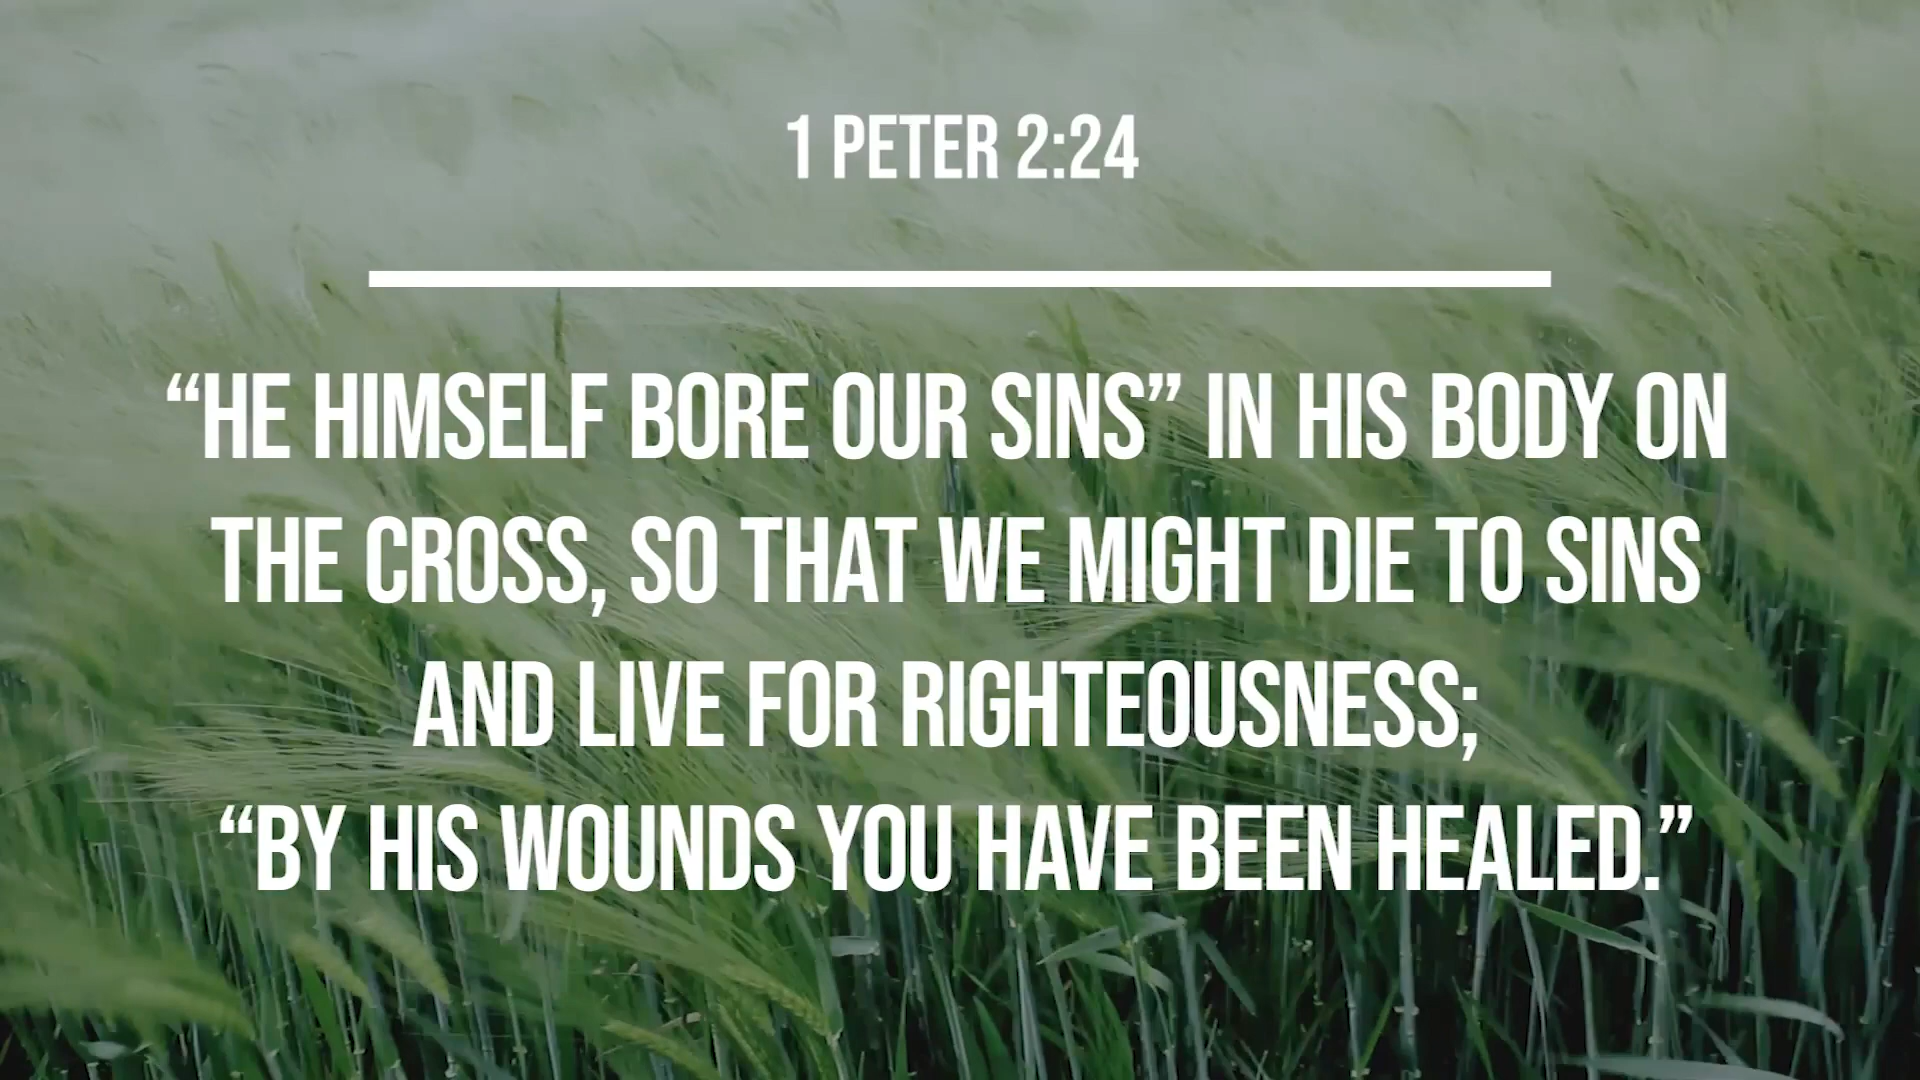 1 PETER 2:24
“HE HIMSELF BORE OUR SINS” IN HIS BODY ON
THE CROSS, SO THAT WE MIGHT DIE TO SINS
AND LIVE FOR RIGHTEOUSNESS;
“BY HIS WOUNDS YOU HAVE BEEN HEALED.”